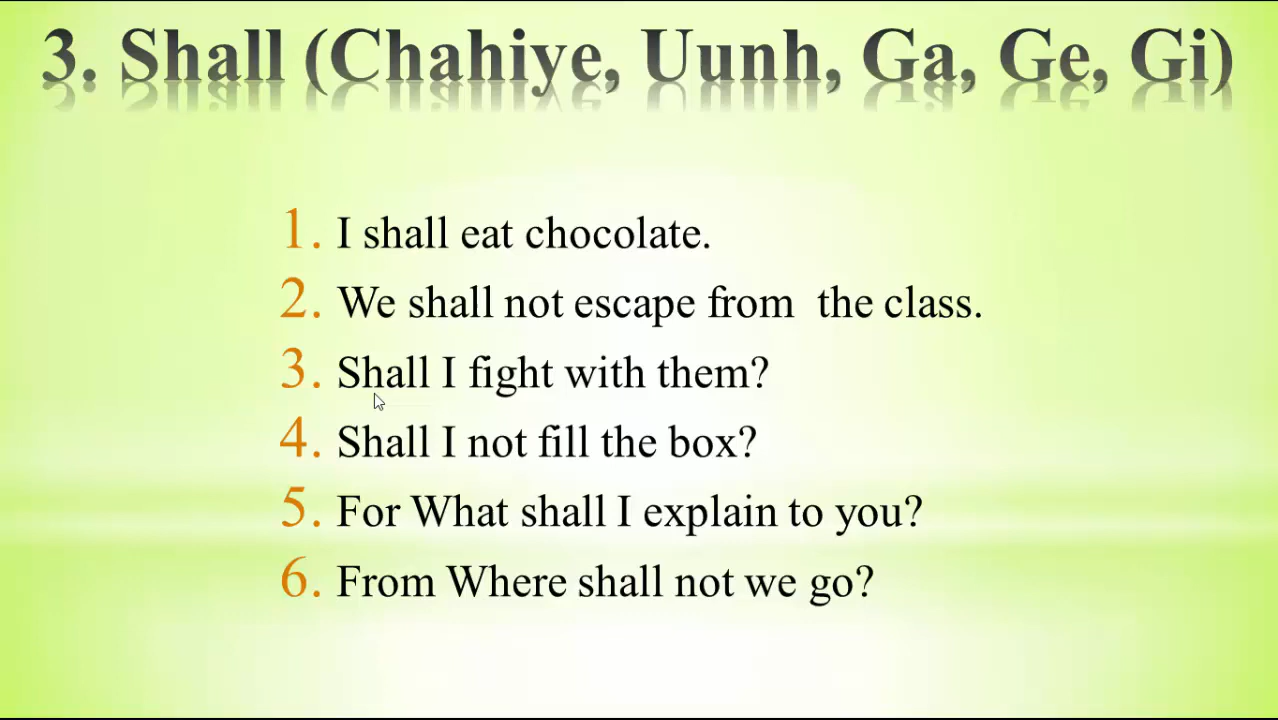 3. Shall (Chahiye, Uunh, Ga, Ge, Gi)
1. I shall eat chocolate.
2. We shall not escape from  the class.
3. Shall I fight with them?
4. Shall I not fill the box?
5. For What shall I explain to you?
6. From Where shall not we go?